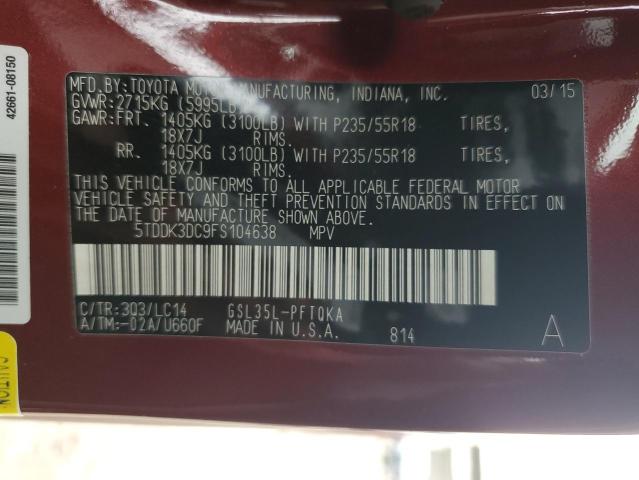 42661-08150
MFD.BY:TOYOTA MOTOR MANUFACTURING, INDIANA, INC. 03/15
GVWR:2715KG (5995LB)
GAWR:FRT. 1405KG (3100LB) WITH P235/55R18 TIRES,
18X7J RIMS.
RR. 1405KG (3100LB) WITH P235/55R18 TIRES,
18X7J RIMS.
THIS VEHICLE CONFORMS TO ALL APPLICABLE FEDERAL MOTOR
VEHICLE SAFETY AND THEFT PREVENTION STANDARDS IN EFFECT ON
THE DATE OF MANUFACTURE SHOWN ABOVE.
5TDDK3DC9FS104638 MPV
C/TR:3Q3/LC14 GSL35L-PFTQKA
A/TM:-02A/U660F MADE IN U.S.A. 814 A
CAUTION